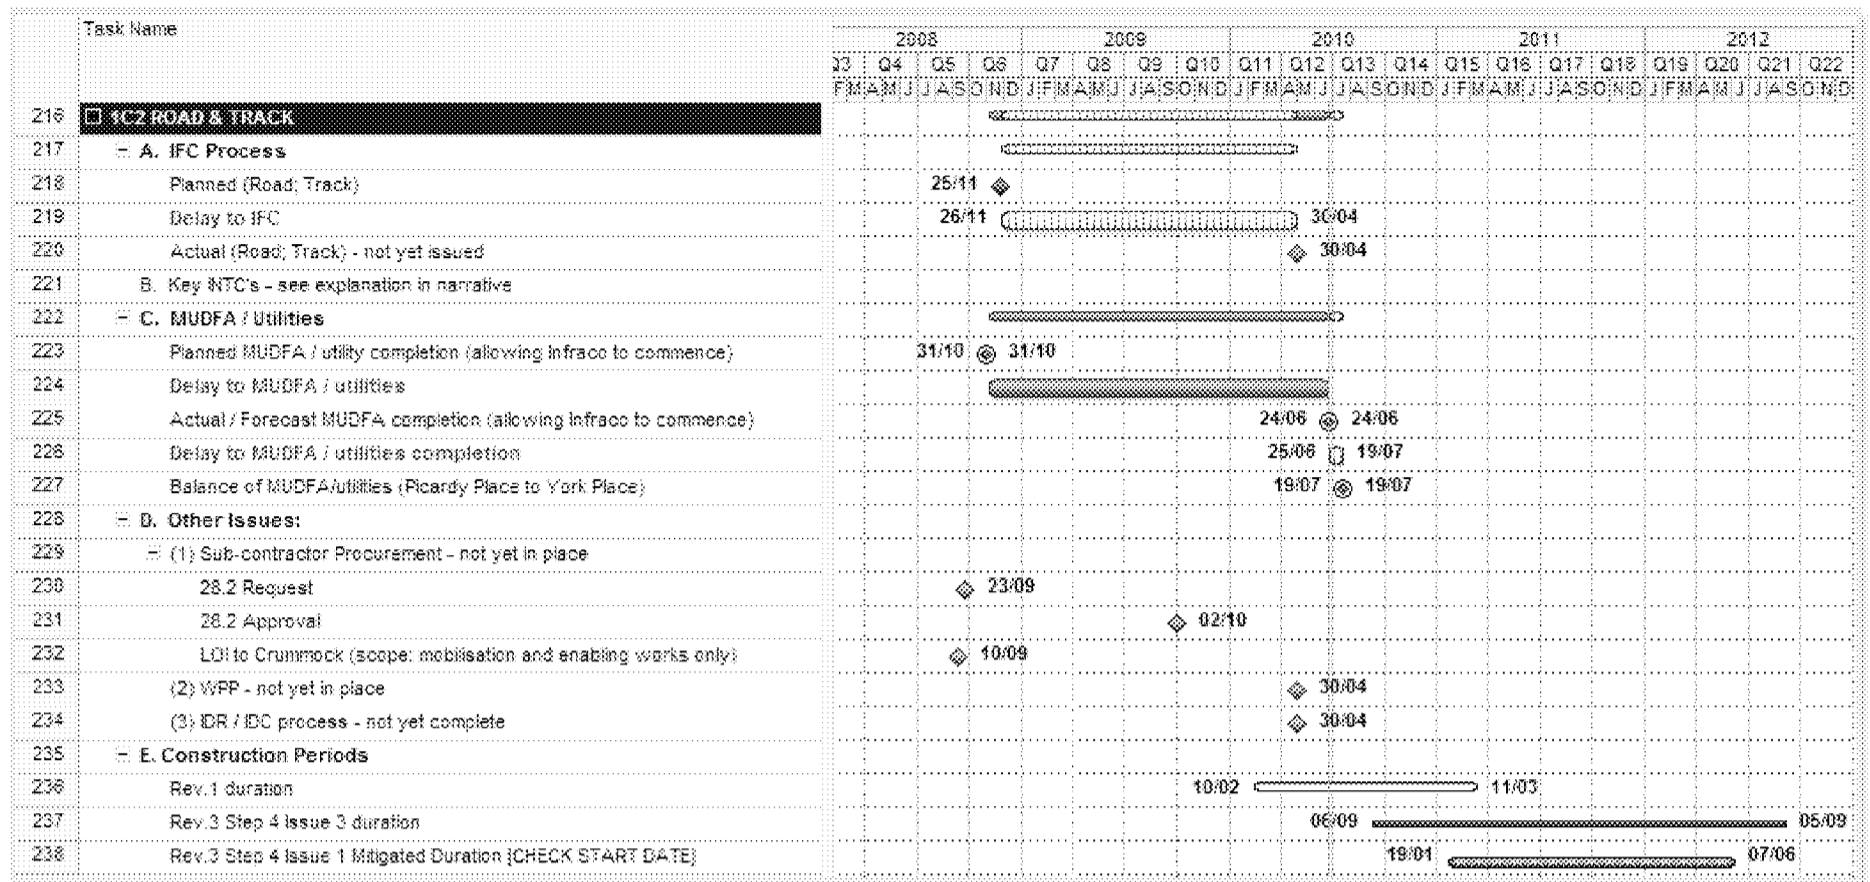 Task Name
2008 2009 2010 2011 2012
Q3 Q4 Q5 Q6 Q7 Q8 Q9 Q10 Q11 Q12 Q13 Q14 Q15 Q16 Q17 Q18 Q19 Q20 Q21 Q22
F M A M J J A S O N D J F M A M J J A S O N D J F M A M J J A S O N D J F M A M J J A S O N D J F M A M J J A S O N D
216 1C2 ROAD & TRACK
217 - A. IFC Process
218 Planned (Road; Track) 25/11
219 Delay to IFC 26/11 30/04
220 Actual (Road; Track) - not yet issued 30/04
221 B. Key INTC's - see explanation in narrative
222 - C. MUDFA / Utilities
223 Planned MUDFA / utility completion (allowing Infraco to commence) 31/10 31/10
224 Delay to MUDFA / utilities
225 Actual / Forecast MUDFA completion (allowing Infraco to commence) 24/06 24/06
226 Delay to MUDFA / utilities completion 25/06 19/07
227 Balance of MUDFA/utilities (Picardy Place to York Place) 19/07 19/07
228 - D. Other Issues:
229 - (1) Sub-contractor Procurement - not yet in place
230 28.2 Request 23/09
231 28.2 Approval 02/10
232 LOI to Crummock (scope: mobilisation and enabling works only) 10/09
233 (2) WPP - not yet in place 30/04
234 (3) IDR / IDC process - not yet complete 30/04
235 - E. Construction Periods
236 Rev.1 duration 10/02 11/03
237 Rev.3 Step 4 Issue 3 duration 06/09 05/09
238 Rev.3 Step 4 Issue 1 Mitigated Duration [CHECK START DATE] 19/01 07/06